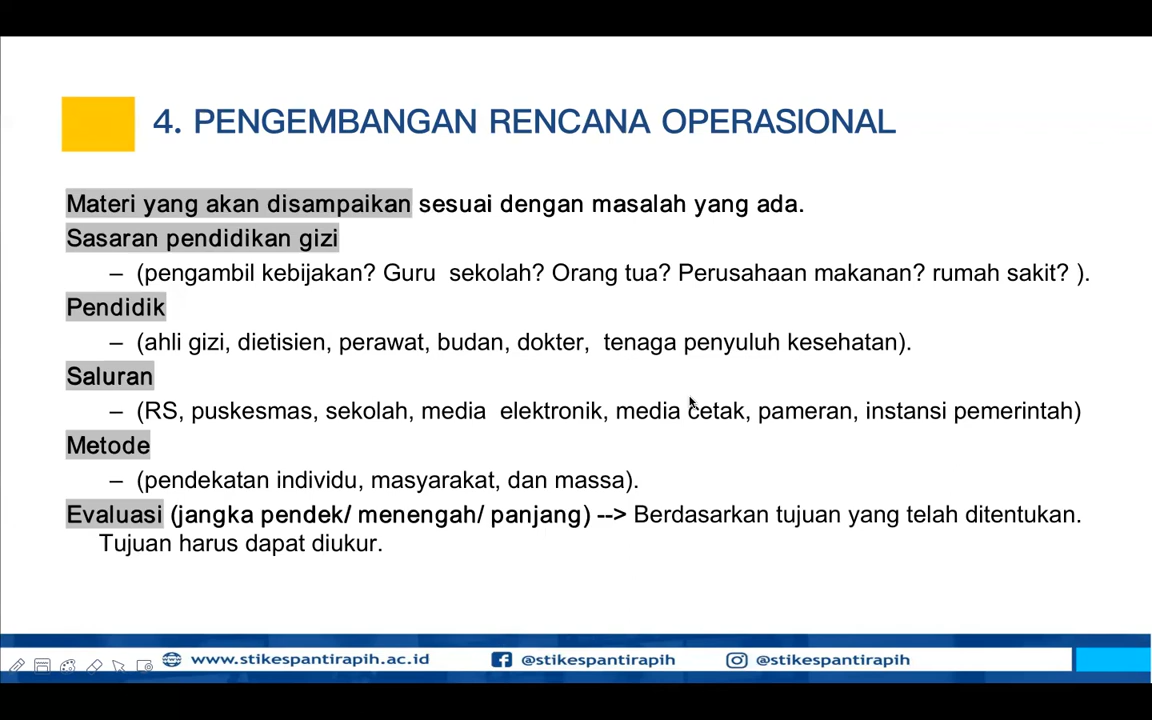 4. PENGEMBANGAN RENCANA OPERASIONAL
Materi yang akan disampaikan sesuai dengan masalah yang ada.
Sasaran pendidikan gizi
– (pengambil kebijakan? Guru sekolah? Orang tua? Perusahaan makanan? rumah sakit? ).
Pendidik
– (ahli gizi, dietisien, perawat, budan, dokter, tenaga penyuluh kesehatan).
Saluran
– (RS, puskesmas, sekolah, media elektronik, media cetak, pameran, instansi pemerintah)
Metode
– (pendekatan individu, masyarakat, dan massa).
Evaluasi (jangka pendek/ menengah/ panjang) --> Berdasarkan tujuan yang telah ditentukan.
Tujuan harus dapat diukur.
www.stikespantirapih.ac.id @stikespantirapih @stikespantirapih